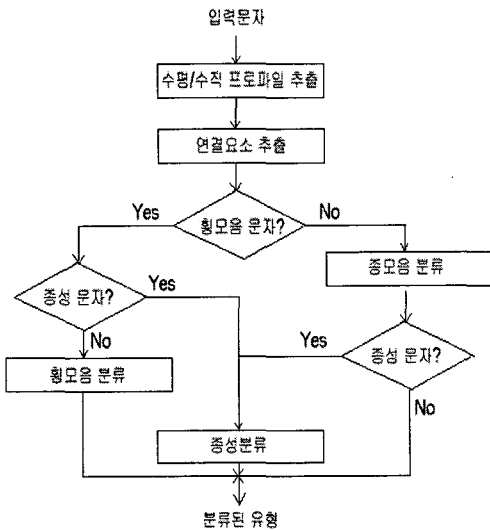 입력문자
수평/수직 프로파일 추출
연결요소 추출
횡모음 문자?
Yes
No
종성 문자?
Yes
No
횡모음 분류
종모음 분류
종성 문자?
Yes
No
종성분류
분류된 유형